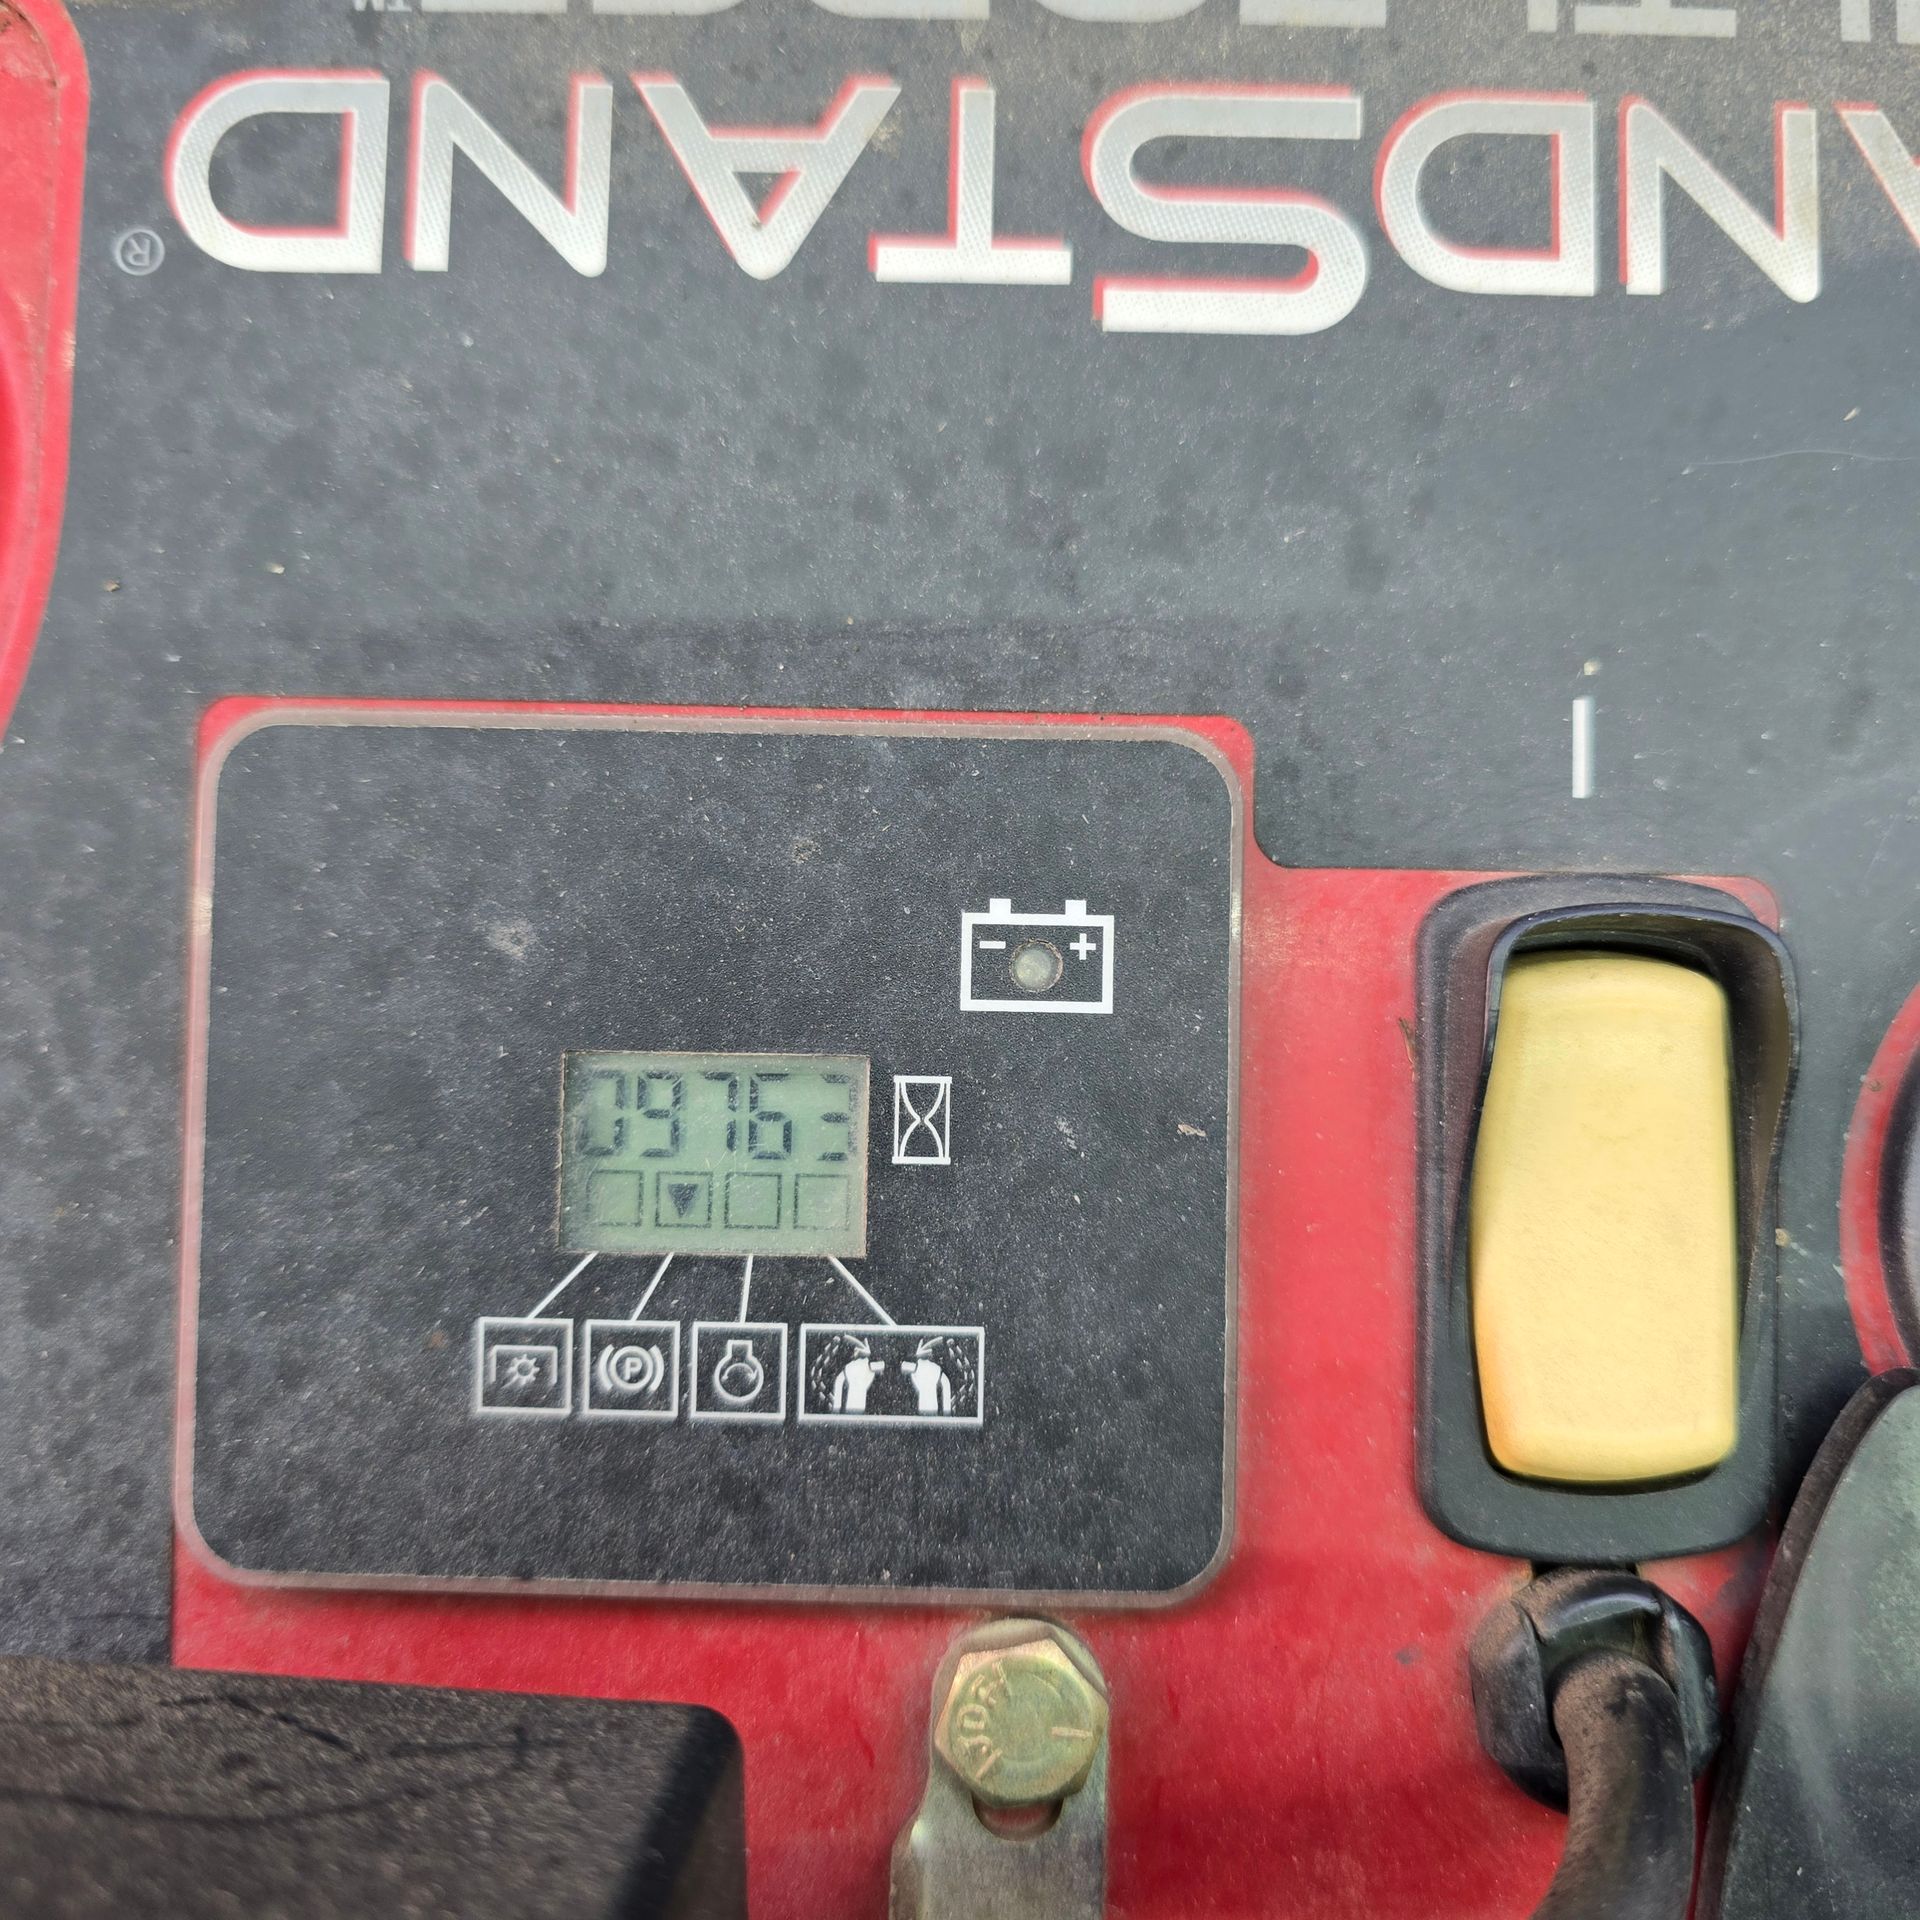 ANDSTAND®
I
- +
09763
P